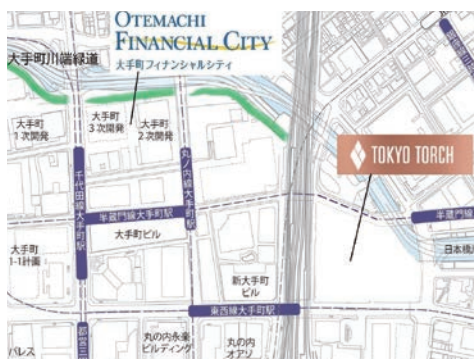 OTEMACHI
FINANCIAL CITY
大手町フィナンシャルシティ
大手町川端緑道
大手町
1次開発
大手町
3次開発
大手町
2次開発
千代田線大手町駅
丸ノ内線大手町駅
TOKYO TORCH
半蔵門線大手町駅
半蔵門線
大手町ビル
日本橋
大手町
1-1計画
新大手町
ビル
東西線大手町駅
都営三
パレス
丸の内永楽
ビルディング
丸の内
オアゾ